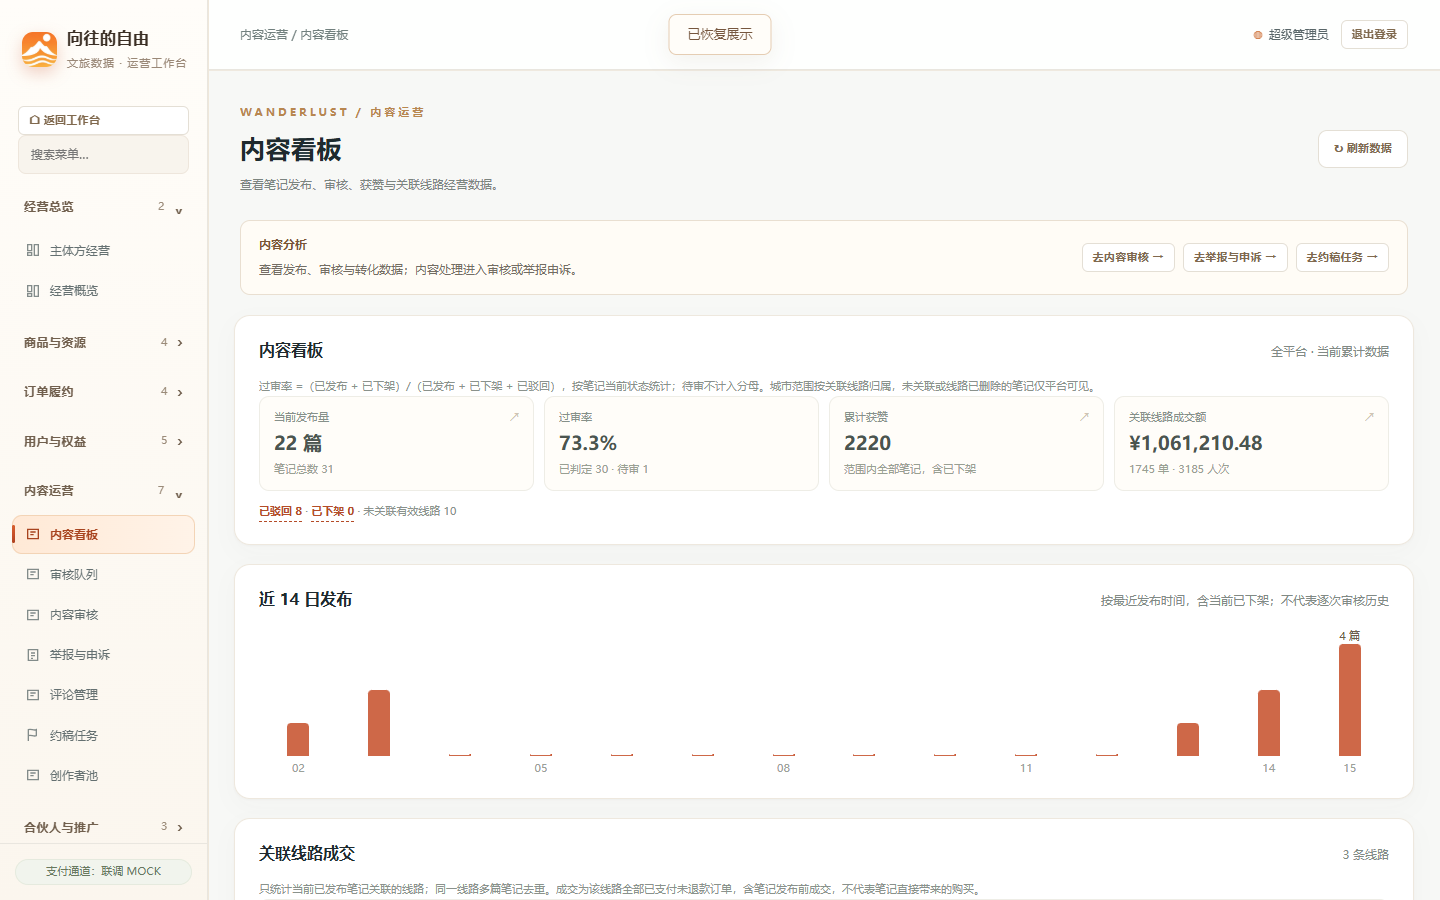 向往的自由
文旅数据 · 运营工作台
返回工作台
搜索菜单...
经营总览 2
主体方经营
经营概览
商品与资源 4
订单履约 4
用户与权益 5
内容运营 7
内容看板
审核队列
内容审核
举报与申诉
评论管理
约稿任务
创作者池
合伙人与推广 3
支付通道：联调 MOCK
内容运营 / 内容看板
已恢复展示
超级管理员
退出登录
WANDERLUST / 内容运营
内容看板
查看笔记发布、审核、获赞与关联线路经营数据。
↻ 刷新数据
内容分析
查看发布、审核与转化数据；内容处理进入审核或举报申诉。
去内容审核 →
去举报与申诉 →
去约稿任务 →
内容看板
全平台 · 当前累计数据
过审率 =（已发布 + 已下架）/（已发布 + 已下架 + 已驳回），按笔记当前状态统计；待审不计入分母。城市范围按关联线路归属，未关联或线路已删除的笔记仅平台可见。
当前发布量 ↗
22 篇
笔记总数 31
过审率
73.3%
已判定 30 · 待审 1
累计获赞 ↗
2220
范围内全部笔记，含已下架
关联线路成交额 ↗
¥1,061,210.48
1745 单 · 3185 人次
已驳回 8 · 已下架 0 · 未关联有效线路 10
近 14 日发布
按最近发布时间，含当前已下架；不代表逐次审核历史
4 篇
02 05 08 11 14 15
关联线路成交
3 条线路
只统计当前已发布笔记关联的线路；同一线路多篇笔记去重。成交为该线路全部已支付未退款订单，含笔记发布前成交，不代表笔记直接带来的购买。